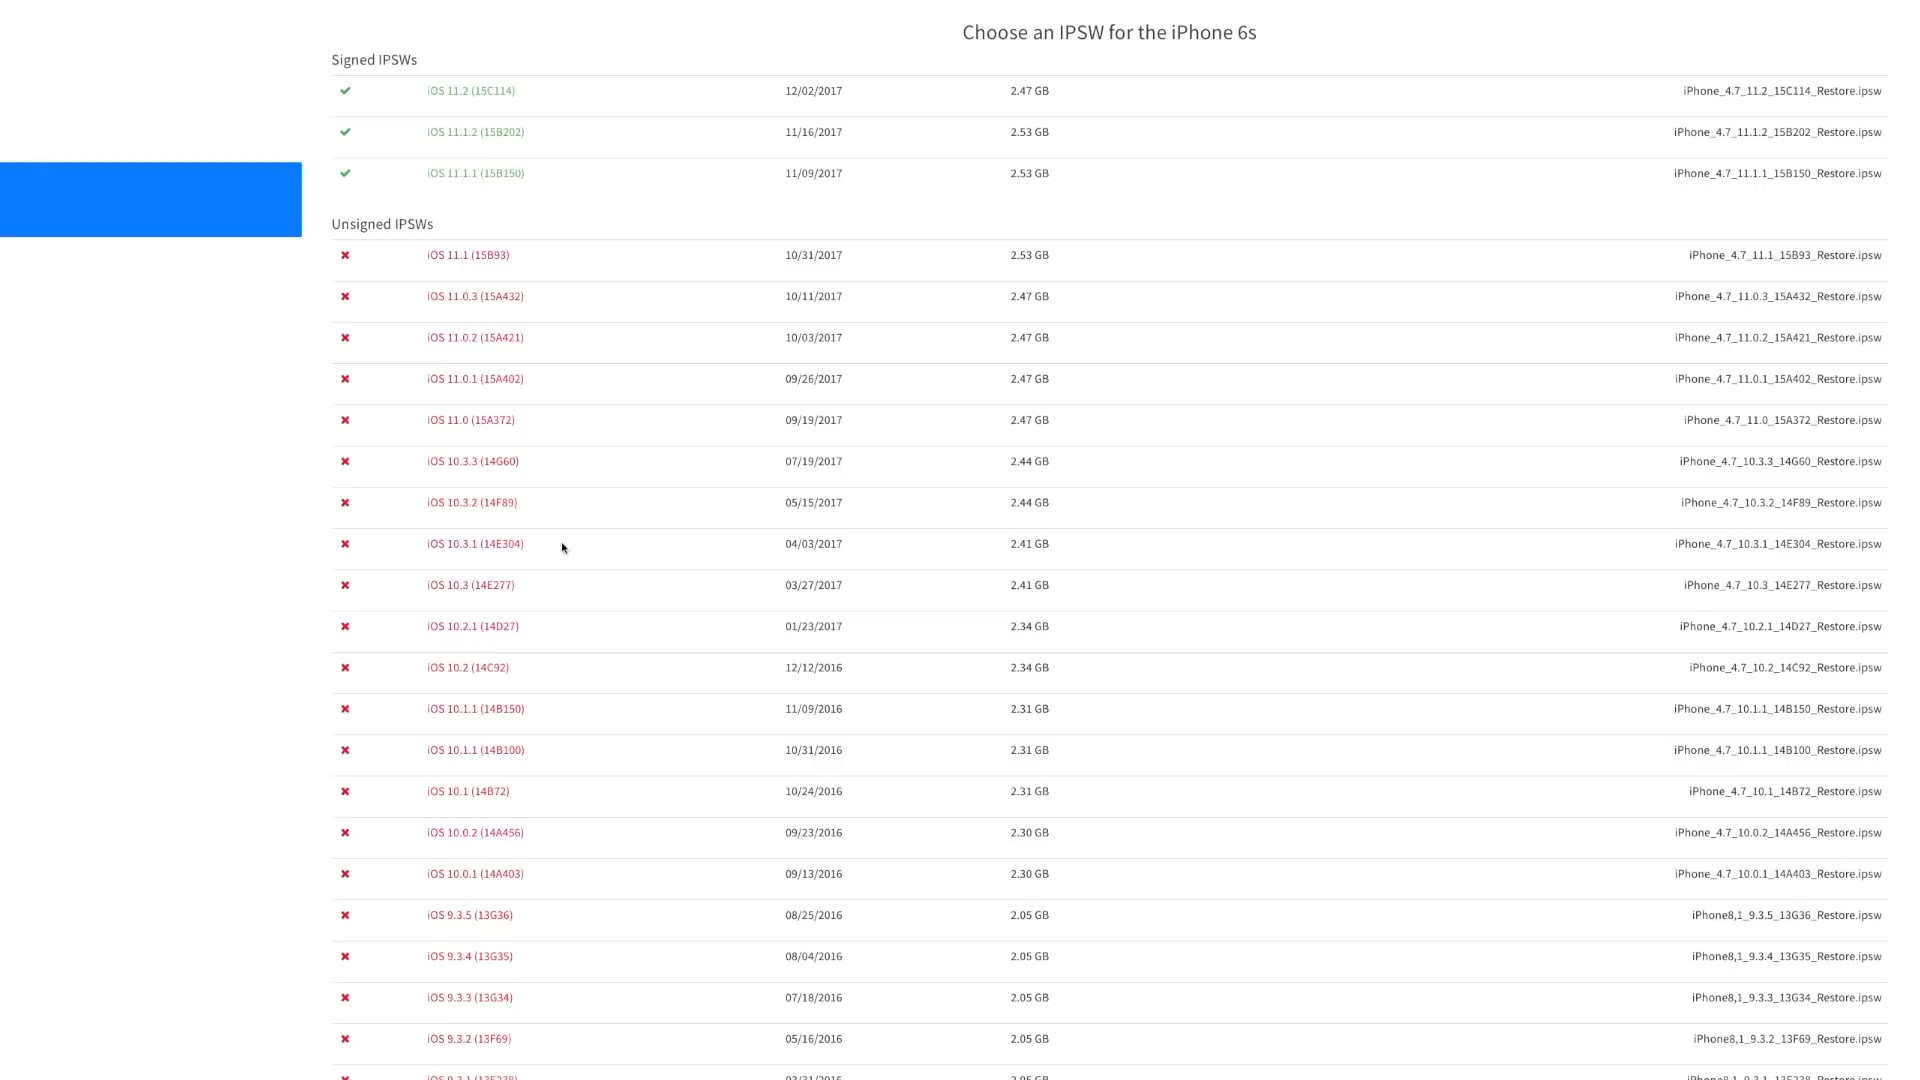 Choose an IPSW for the iPhone 6s
Signed IPSWs
iOS 11.2 (15C114) 12/02/2017 2.47 GB iPhone_4.7_11.2_15C114_Restore.ipsw
iOS 11.1.2 (15B202) 11/16/2017 2.53 GB iPhone_4.7_11.1.2_15B202_Restore.ipsw
iOS 11.1.1 (15B150) 11/09/2017 2.53 GB iPhone_4.7_11.1.1_15B150_Restore.ipsw
Unsigned IPSWs
iOS 11.1 (15B93) 10/31/2017 2.53 GB iPhone_4.7_11.1_15B93_Restore.ipsw
iOS 11.0.3 (15A432) 10/11/2017 2.47 GB iPhone_4.7_11.0.3_15A432_Restore.ipsw
iOS 11.0.2 (15A421) 10/03/2017 2.47 GB iPhone_4.7_11.0.2_15A421_Restore.ipsw
iOS 11.0.1 (15A402) 09/26/2017 2.47 GB iPhone_4.7_11.0.1_15A402_Restore.ipsw
iOS 11.0 (15A372) 09/19/2017 2.47 GB iPhone_4.7_11.0_15A372_Restore.ipsw
iOS 10.3.3 (14G60) 07/19/2017 2.44 GB iPhone_4.7_10.3.3_14G60_Restore.ipsw
iOS 10.3.2 (14F89) 05/15/2017 2.44 GB iPhone_4.7_10.3.2_14F89_Restore.ipsw
iOS 10.3.1 (14E304) 04/03/2017 2.41 GB iPhone_4.7_10.3.1_14E304_Restore.ipsw
iOS 10.3 (14E277) 03/27/2017 2.41 GB iPhone_4.7_10.3_14E277_Restore.ipsw
iOS 10.2.1 (14D27) 01/23/2017 2.34 GB iPhone_4.7_10.2.1_14D27_Restore.ipsw
iOS 10.2 (14C92) 12/12/2016 2.34 GB iPhone_4.7_10.2_14C92_Restore.ipsw
iOS 10.1.1 (14B150) 11/09/2016 2.31 GB iPhone_4.7_10.1.1_14B150_Restore.ipsw
iOS 10.1.1 (14B100) 10/31/2016 2.31 GB iPhone_4.7_10.1.1_14B100_Restore.ipsw
iOS 10.1 (14B72) 10/24/2016 2.31 GB iPhone_4.7_10.1_14B72_Restore.ipsw
iOS 10.0.2 (14A456) 09/23/2016 2.30 GB iPhone_4.7_10.0.2_14A456_Restore.ipsw
iOS 10.0.1 (14A403) 09/13/2016 2.30 GB iPhone_4.7_10.0.1_14A403_Restore.ipsw
iOS 9.3.5 (13G36) 08/25/2016 2.05 GB iPhone8,1_9.3.5_13G36_Restore.ipsw
iOS 9.3.4 (13G35) 08/04/2016 2.05 GB iPhone8,1_9.3.4_13G35_Restore.ipsw
iOS 9.3.3 (13G34) 07/18/2016 2.05 GB iPhone8,1_9.3.3_13G34_Restore.ipsw
iOS 9.3.2 (13F69) 05/16/2016 2.05 GB iPhone8,1_9.3.2_13F69_Restore.ipsw